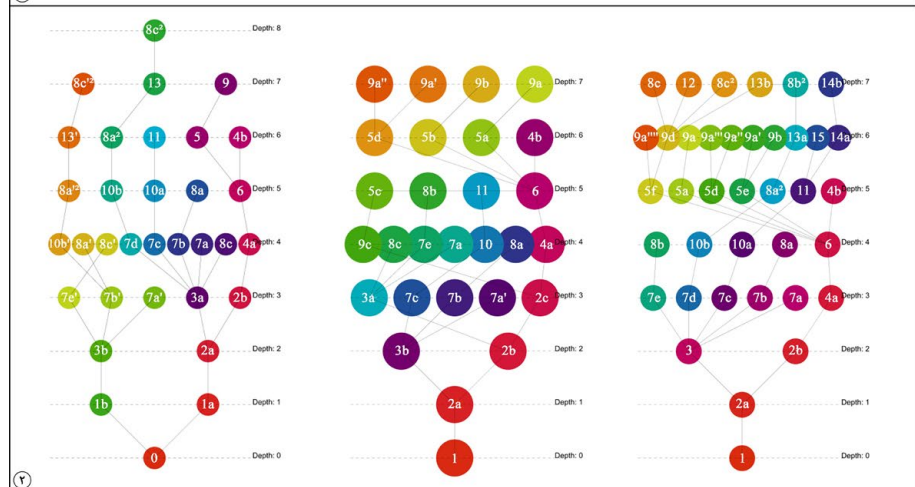 8c² Depth: 8
8c'² 13 9 Depth: 7
13' 8a² 11 5 4b Depth: 6
8a'² 10b 10a 8a 6 Depth: 5
10b' 8a' 8c' 7d 7c 7b 7a 8c 4a Depth: 4
7e' 7b' 7a' 3a 2b Depth: 3
3b 2a Depth: 2
1b 1a Depth: 1
0 Depth: 0
9a'' 9a' 9b 9a Depth: 7
5d 5b 5a 4b Depth: 6
5c 8b 11 6 Depth: 5
9c 8c 7e 7a 10 8a 4a Depth: 4
3a 7c 7b 7a' 2c Depth: 3
3b 2b Depth: 2
2a Depth: 1
1 Depth: 0
8c 12 8c² 13b 8b² 14b Depth: 7
9a'''' 9d 9a 9a''' 9a'' 9a' 9b 13a 15 14a Depth: 6
5f 5a 5d 5e 8a² 11 4b Depth: 5
8b 10b 10a 8a 6 Depth: 4
7e 7d 7c 7b 7a 4a Depth: 3
3 2b Depth: 2
2a Depth: 1
1 Depth: 0
٢